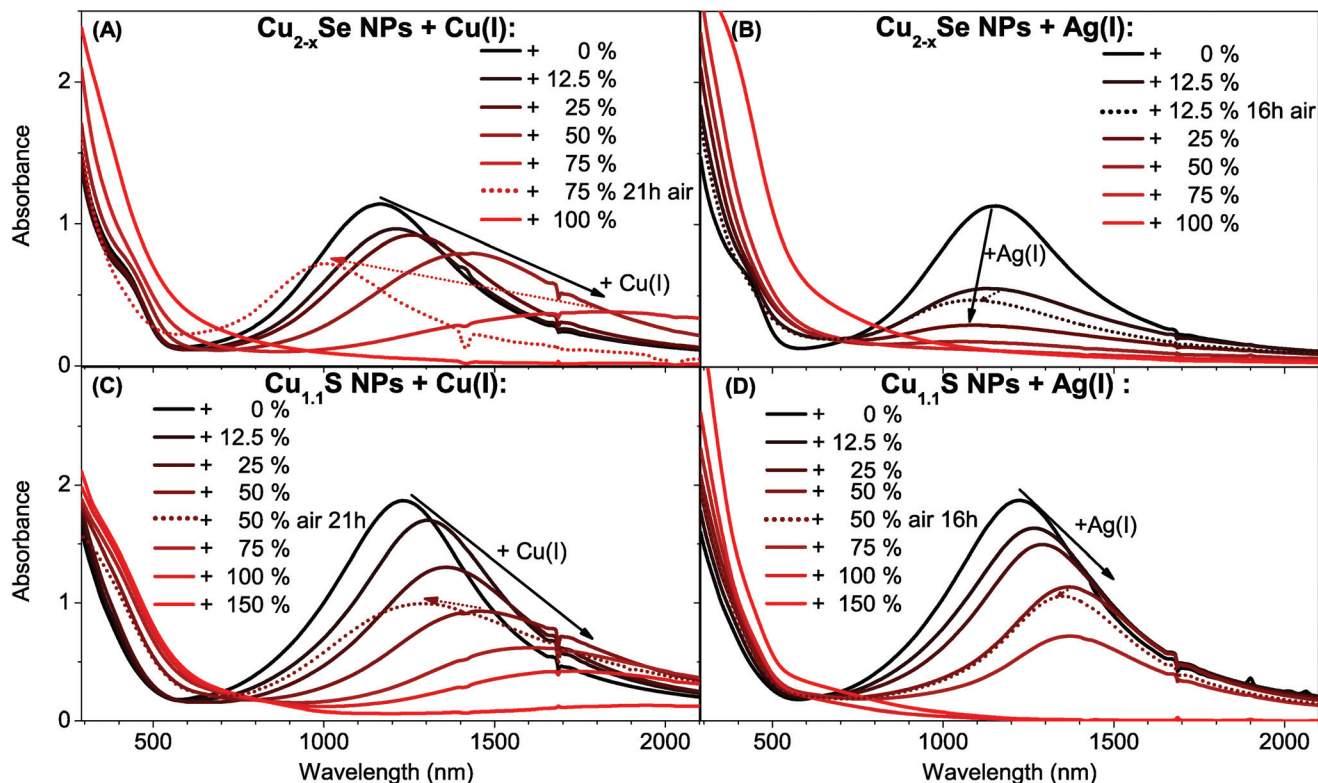 (A)
Cu2-xSe NPs + Cu(I):
+ 0 %
+ 12.5 %
+ 25 %
+ 50 %
+ 75 %
+ 75 % 21h air
+ 100 %
+ Cu(I)
(B)
Cu2-xSe NPs + Ag(I):
+ 0 %
+ 12.5 %
+ 12.5 % 16h air
+ 25 %
+ 50 %
+ 75 %
+ 100 %
+Ag(I)
Absorbance
2
1
0
(C)
Cu1.1S NPs + Cu(I):
+ 0 %
+ 12.5 %
+ 25 %
+ 50 %
+ 50 % air 21h
+ 75 %
+ 100 %
+ 150 %
+ Cu(I)
(D)
Cu1.1S NPs + Ag(I) :
+ 0 %
+ 12.5 %
+ 25 %
+ 50 %
+ 50 % air 16h
+ 75 %
+ 100 %
+ 150 %
+Ag(I)
Absorbance
2
1
0
500 1000 1500 2000
500 1000 1500 2000
Wavelength (nm)
Wavelength (nm)